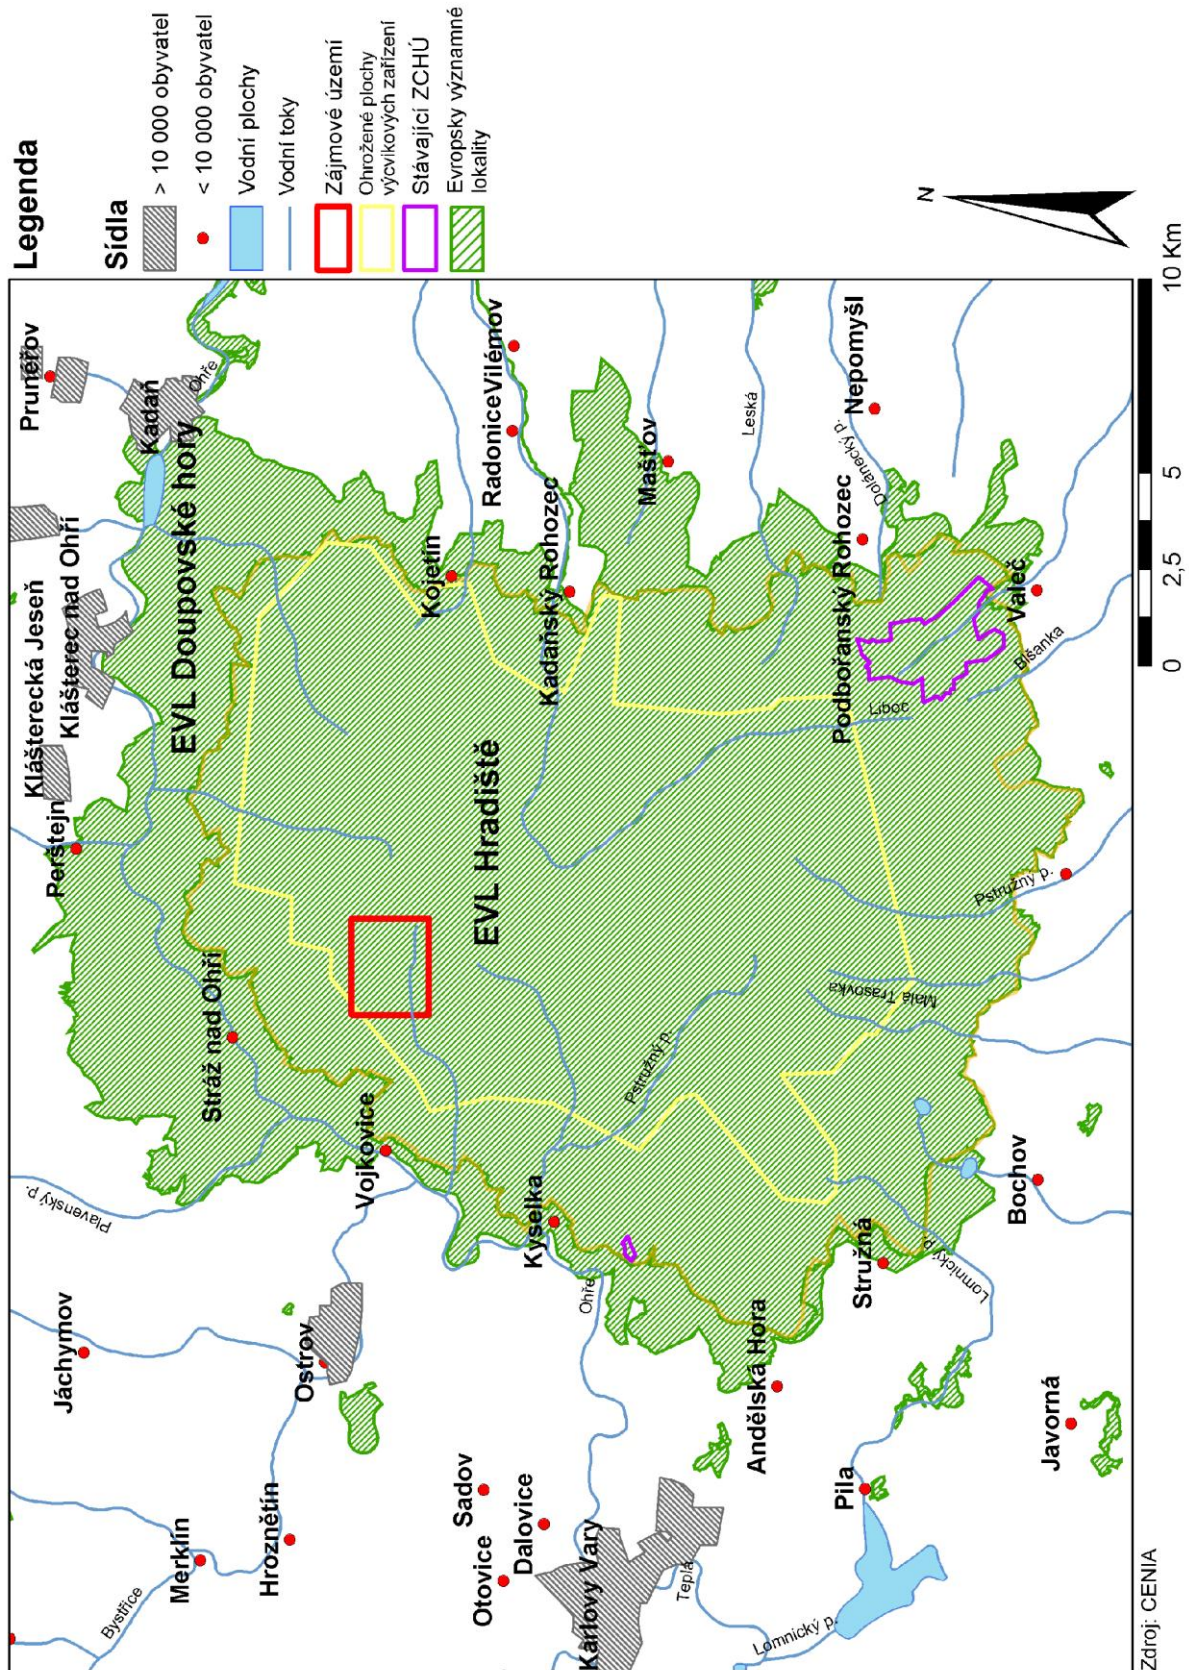 Pruněřov
Kadaň
Ohře
Klášterecká Jeseň
Klášterec nad Ohří
Perštejn
EVL Doupovské hory
Stráž nad Ohří
Plavenský p.
Jáchymov
Merklín
Bystřice
Hroznětín
Ostrov
Vojkovice
Kojetín
Radonice
Vilémov
Kadaňský Rohozec
Mašťov
EVL Hradiště
Kyselka
Ohře
Sadov
Otovice
Dalovice
Karlovy Vary
Teplá
Pstružný p.
Leská
Nepomyšl
Dolánecký p.
Podbořanský Rohozec
Liboc
Valeč
Blšanka
Pstružný p.
Malá Trasovka
Andělská Hora
Stružná
Lomnický p.
Bochov
Pila
Javorná
Lomnický p.
Legenda
Sídla
> 10 000 obyvatel
< 10 000 obyvatel
Vodní plochy
Vodní toky
Zájmové území
Ohrožené plochy
výcvikových zařízení
Stávající ZCHÚ
Evropsky významné
lokality
N
0 2,5 5 10 Km
Zdroj: CENIA